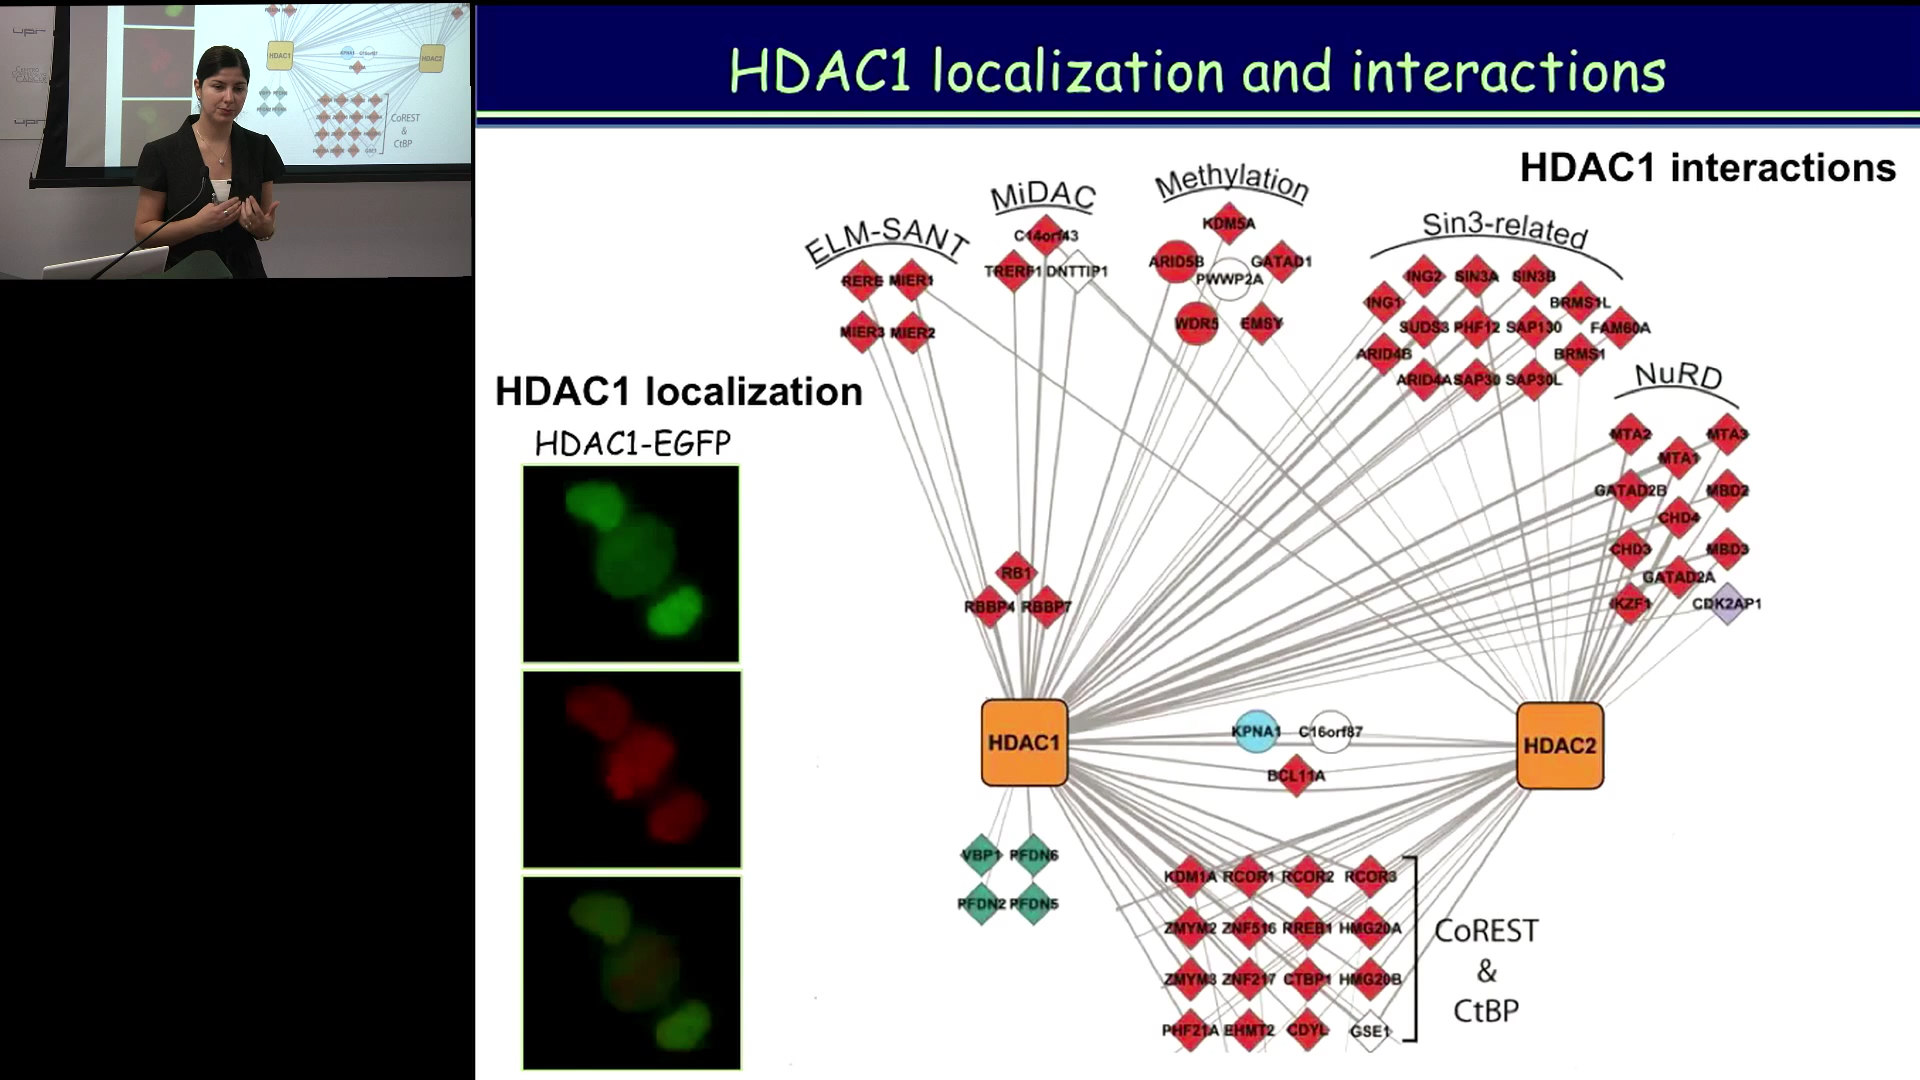 HDAC1 localization and interactions
HDAC1 interactions
ELM-SANT
RERE MIER1
MIER3 MIER2
MiDAC
C14orf43
TRERF1 DNTTIP1
Methylation
KDM5A
ARID5B GATAD1
PWWP2A
WDR5 EMSY
Sin3-related
ING2 SIN3A SIN3B
ING1 BRMS1L
SUDS3 PHF12 SAP130 FAM60A
ARID4B BRMS1
ARID4A SAP30 SAP30L
NuRD
MTA2 MTA3
MTA1
GATAD2B MBD2
CHD4
CHD3 MBD3
GATAD2A
IKZF1 CDK2AP1
HDAC1 localization
HDAC1-EGFP
RB1
RBBP4 RBBP7
HDAC1
HDAC2
KPNA1 C16orf87
BCL11A
VBP1 PFDN6
PFDN2 PFDN5
KDM1A RCOR1 RCOR2 RCOR3
ZMYM2 ZNF516 RREB1 HMG20A
ZMYM3 ZNF217 CTBP1 HMG20B
PHF21A EHMT2 CDYL GSE1
CoREST
&
CtBP
HDAC1
HDAC2
CoREST
&
CtBP